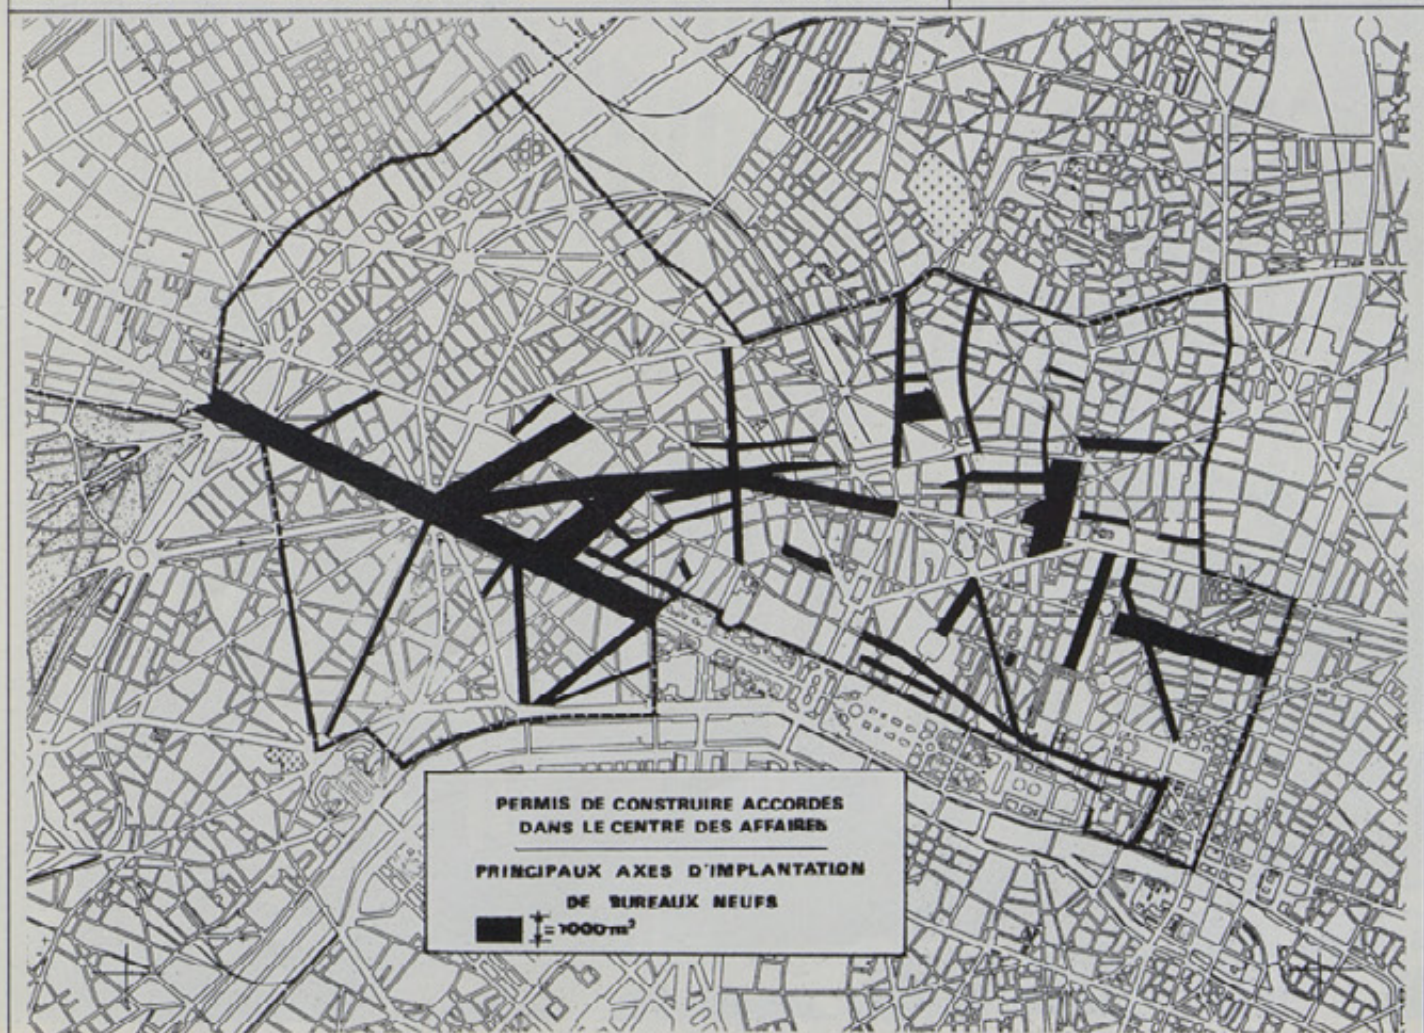 PERMIS DE CONSTRUIRE ACCORDES
DANS LE CENTRE DES AFFAIRES
PRINCIPAUX AXES D'IMPLANTATION
DE BUREAUX NEUFS
= 1000 m²